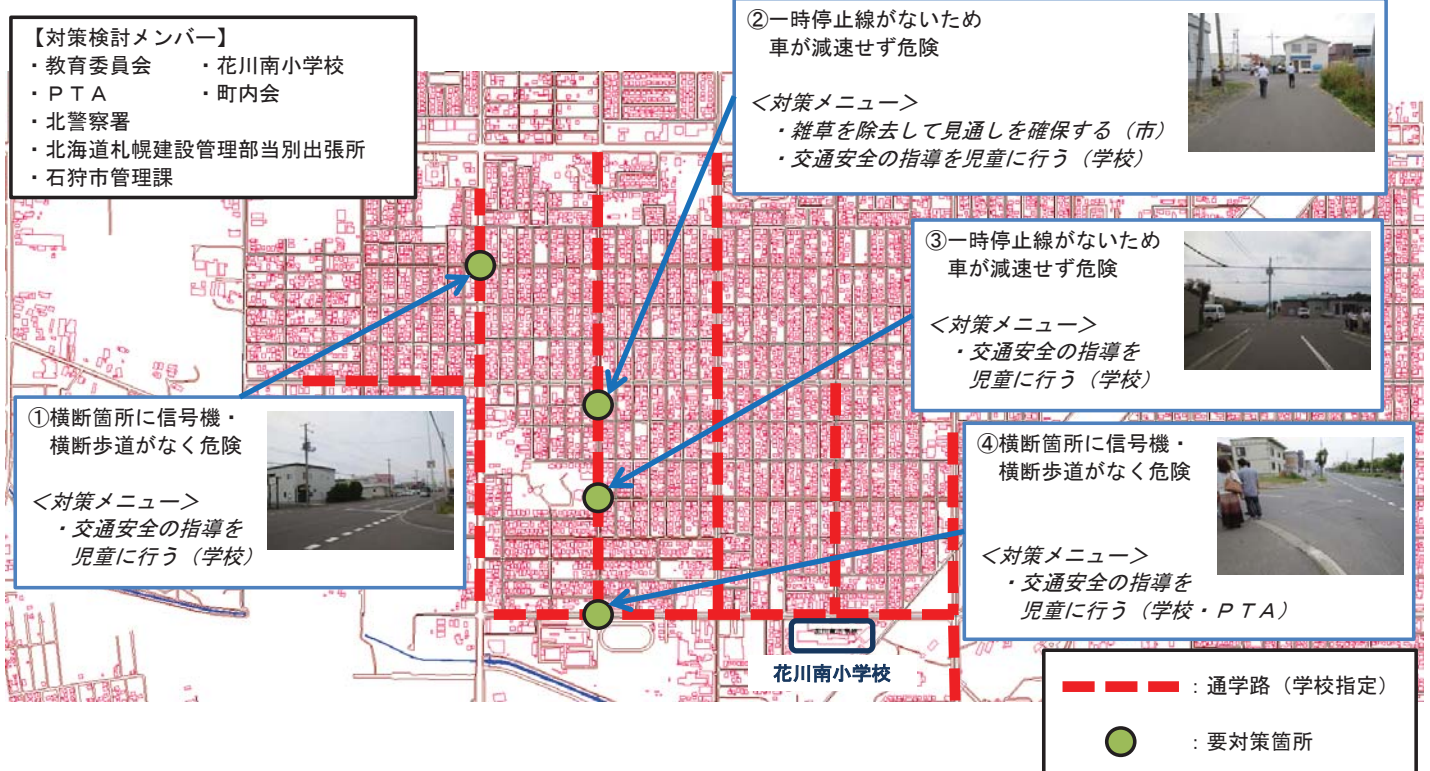 【対策検討メンバー】
・教育委員会　・花川南小学校
・ＰＴＡ　・町内会
・北警察署
・北海道札幌建設管理部当別出張所
・石狩市管理課
②一時停止線がないため
車が減速せず危険
＜対策メニュー＞
・雑草を除去して見通しを確保する（市）
・交通安全の指導を児童に行う（学校）
③一時停止線がないため
車が減速せず危険
＜対策メニュー＞
・交通安全の指導を
児童に行う（学校）
①横断箇所に信号機・
横断歩道がなく危険
＜対策メニュー＞
・交通安全の指導を
児童に行う（学校）
④横断箇所に信号機・
横断歩道がなく危険
＜対策メニュー＞
・交通安全の指導を
児童に行う（学校・ＰＴＡ）
花川南小学校
：通学路（学校指定）
：要対策箇所